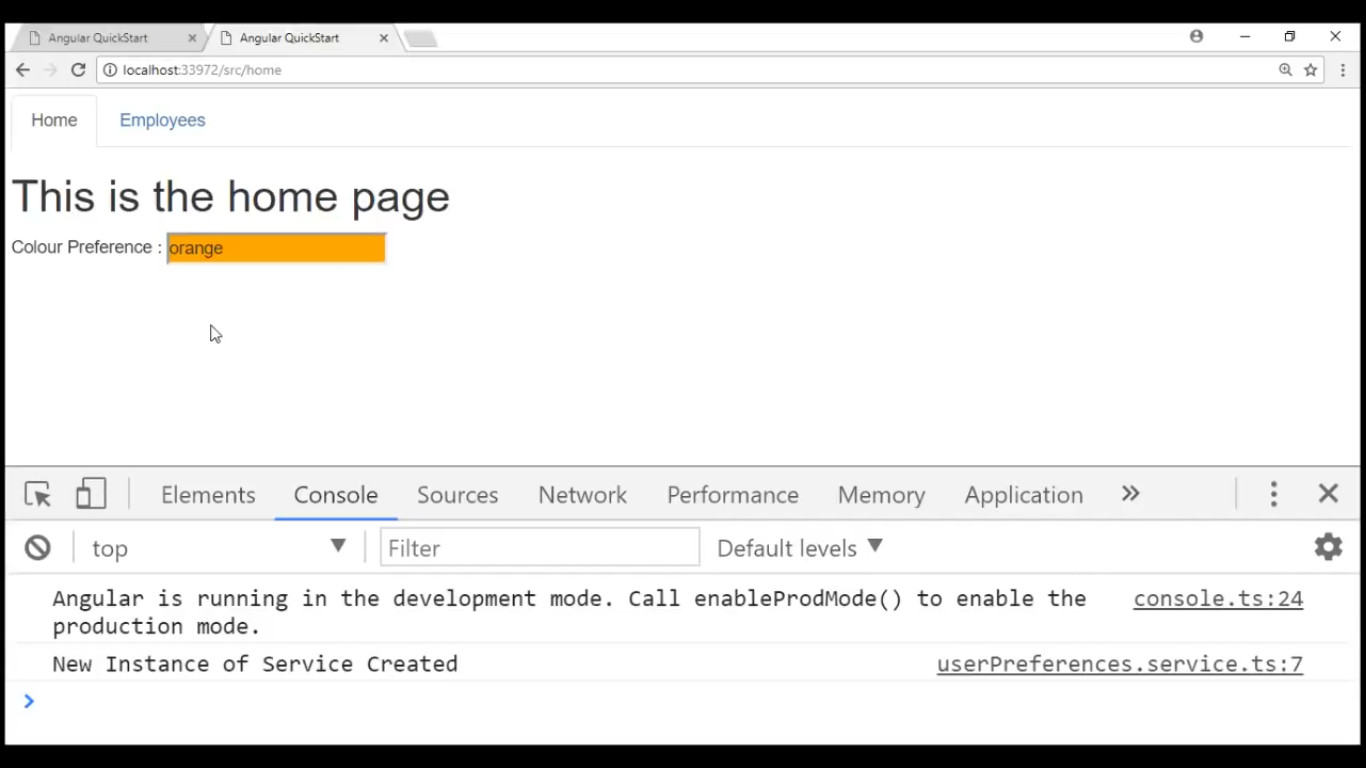 Angular QuickStart Angular QuickStart
localhost:33972/src/home
Home Employees
This is the home page
Colour Preference : orange
Elements Console Sources Network Performance Memory Application
top Filter Default levels
Angular is running in the development mode. Call enableProdMode() to enable the console.ts:24
production mode.
New Instance of Service Created userPreferences.service.ts:7